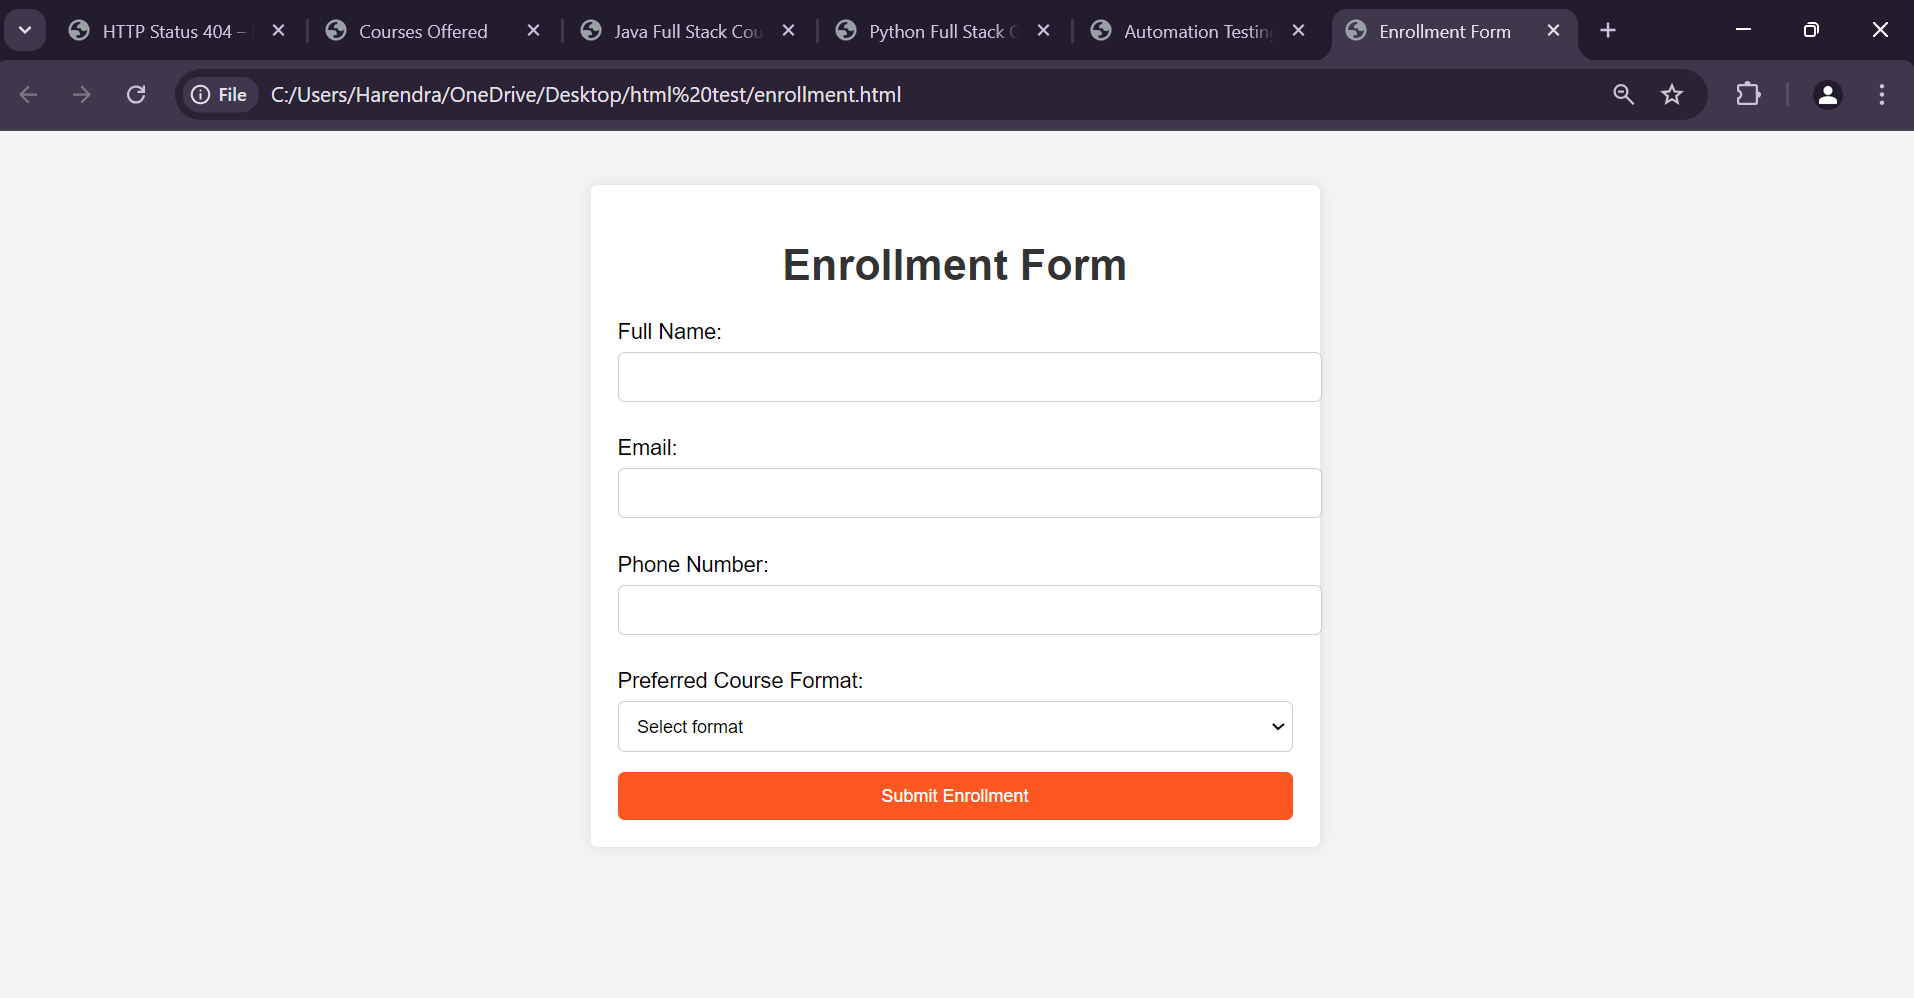 HTTP Status 404 –
Courses Offered
Java Full Stack Cou
Python Full Stack C
Automation Testing
Enrollment Form
File
C:/Users/Harendra/OneDrive/Desktop/html%20test/enrollment.html
Enrollment Form
Full Name:
Email:
Phone Number:
Preferred Course Format:
Select format
Submit Enrollment